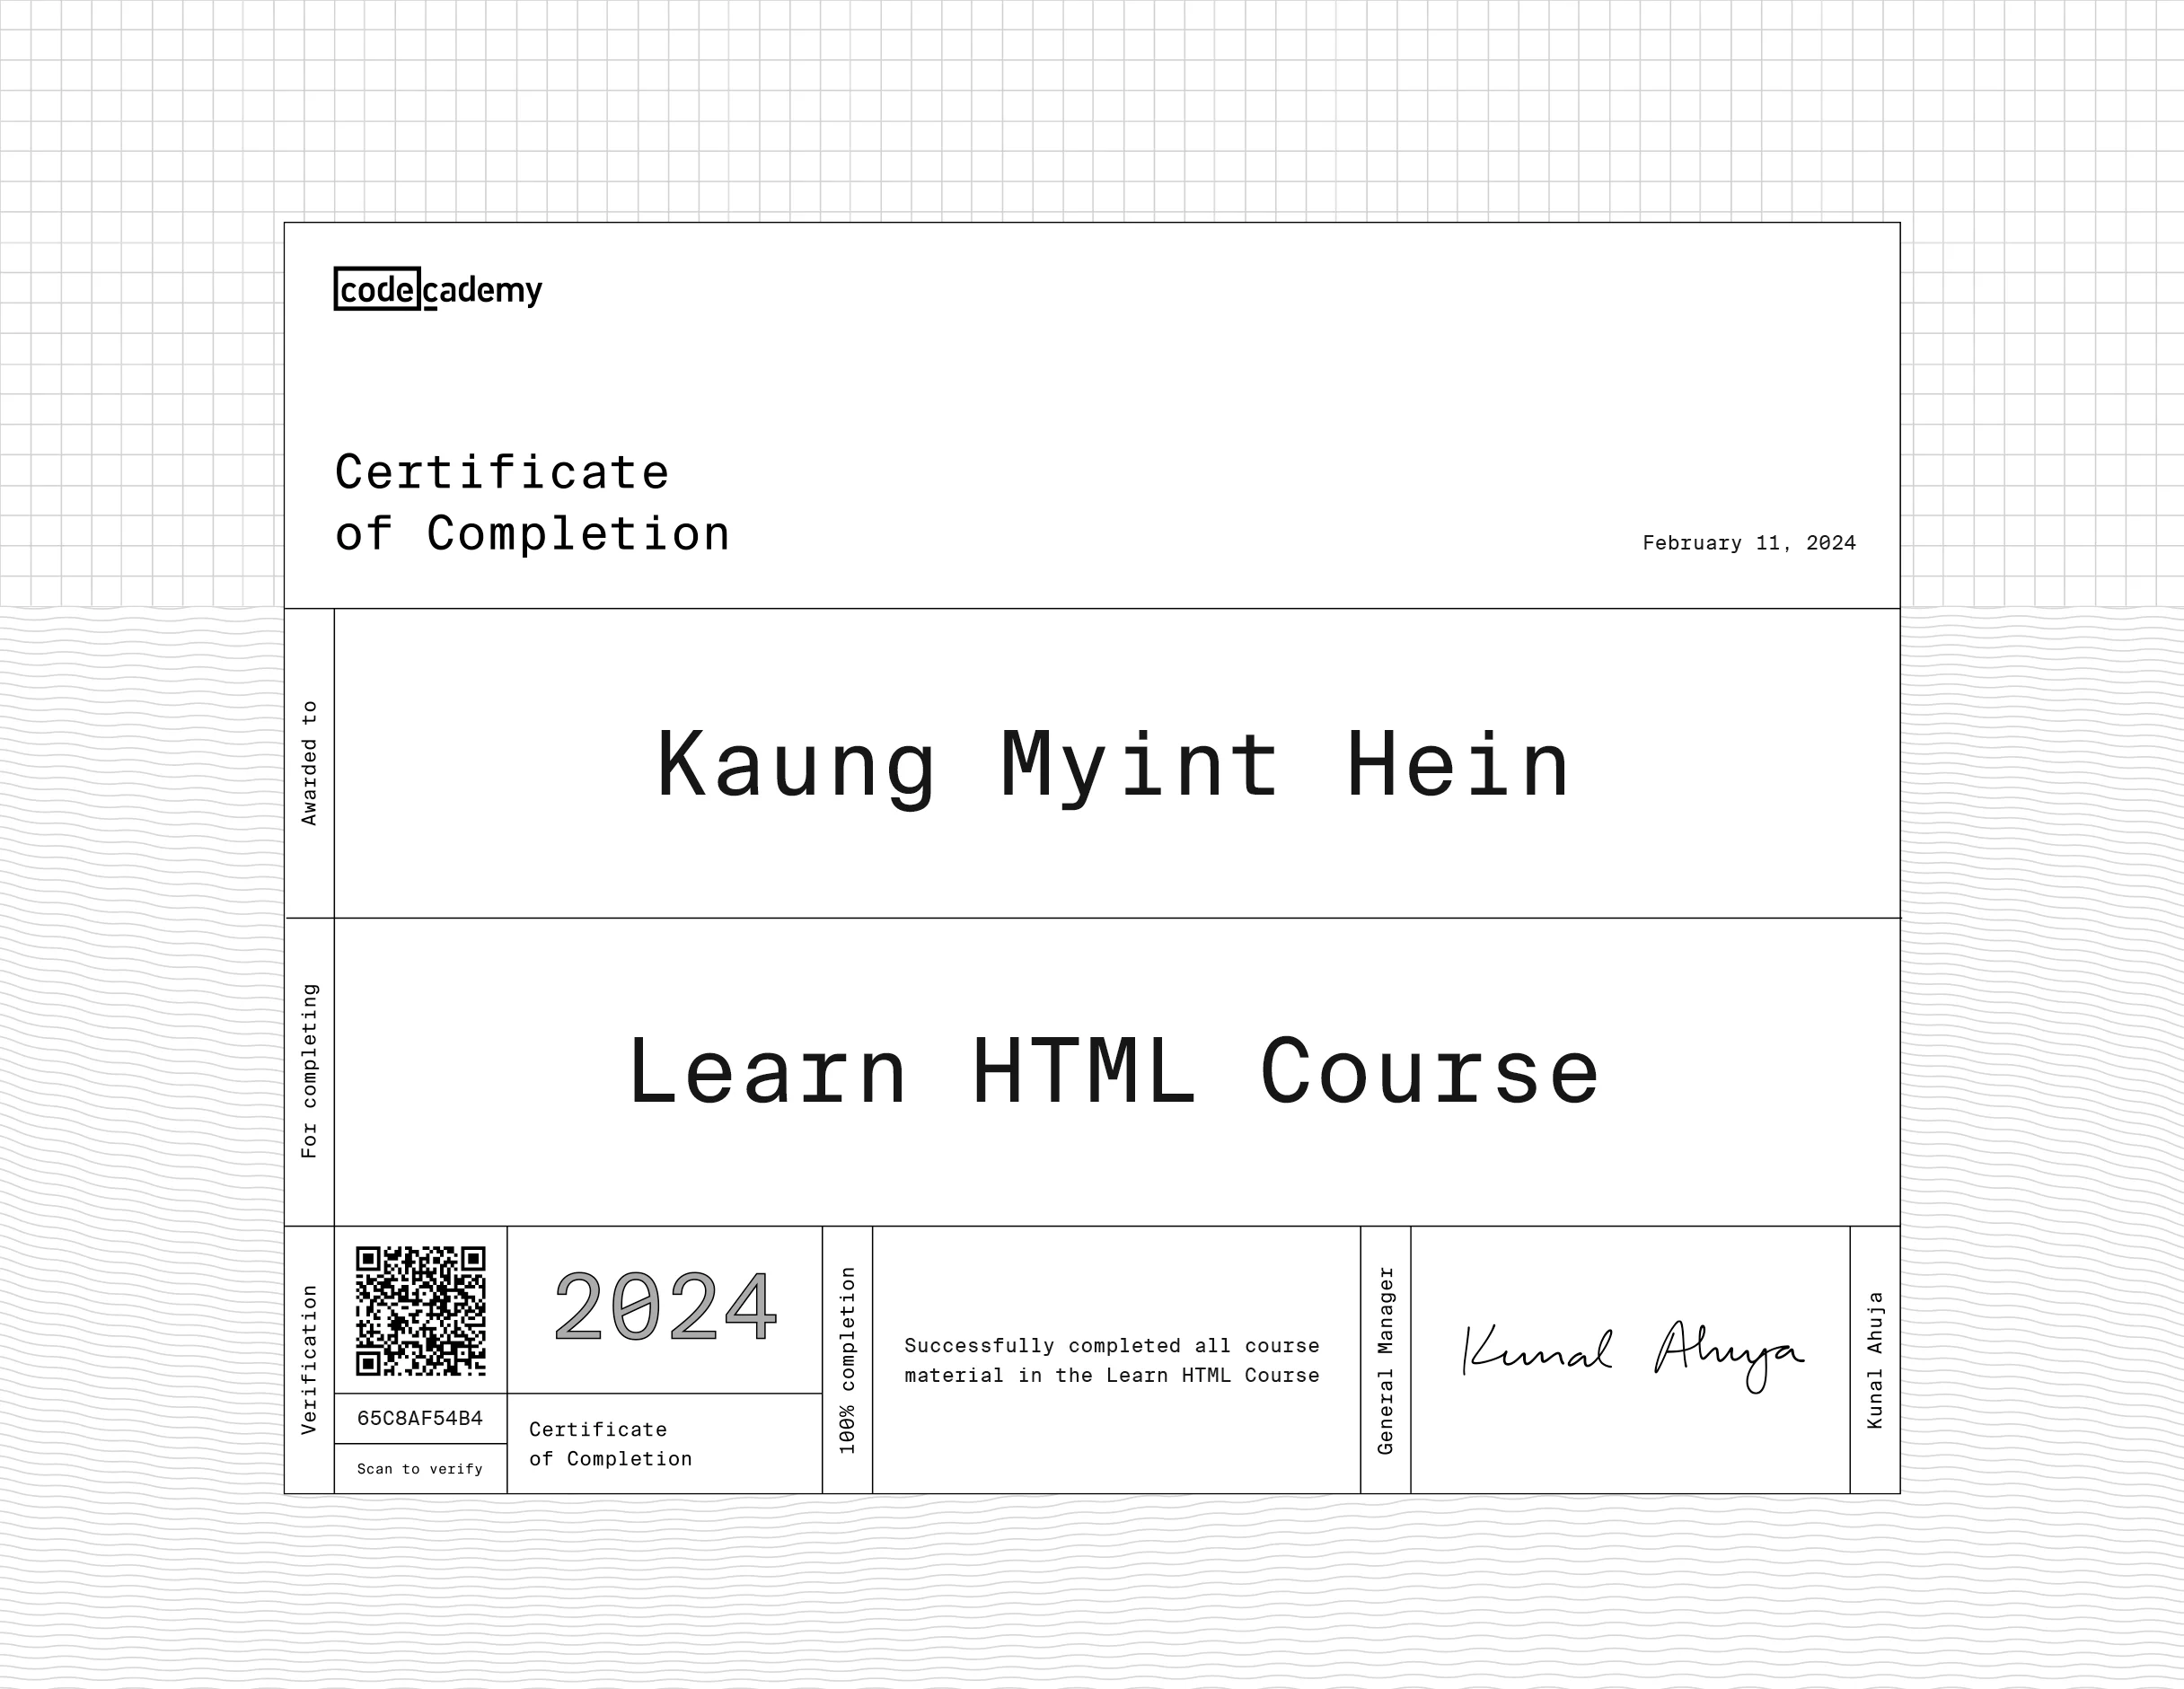 codecademy
Certificate
of Completion
February 11, 2024
Awarded to
Kaung Myint Hein
For completing
Learn HTML Course
Verification
65C8AF54B4
Scan to verify
2024
Certificate
of Completion
100% completion
Successfully completed all course
material in the Learn HTML Course
General Manager
Kunal Ahuja
Kunal Ahuja